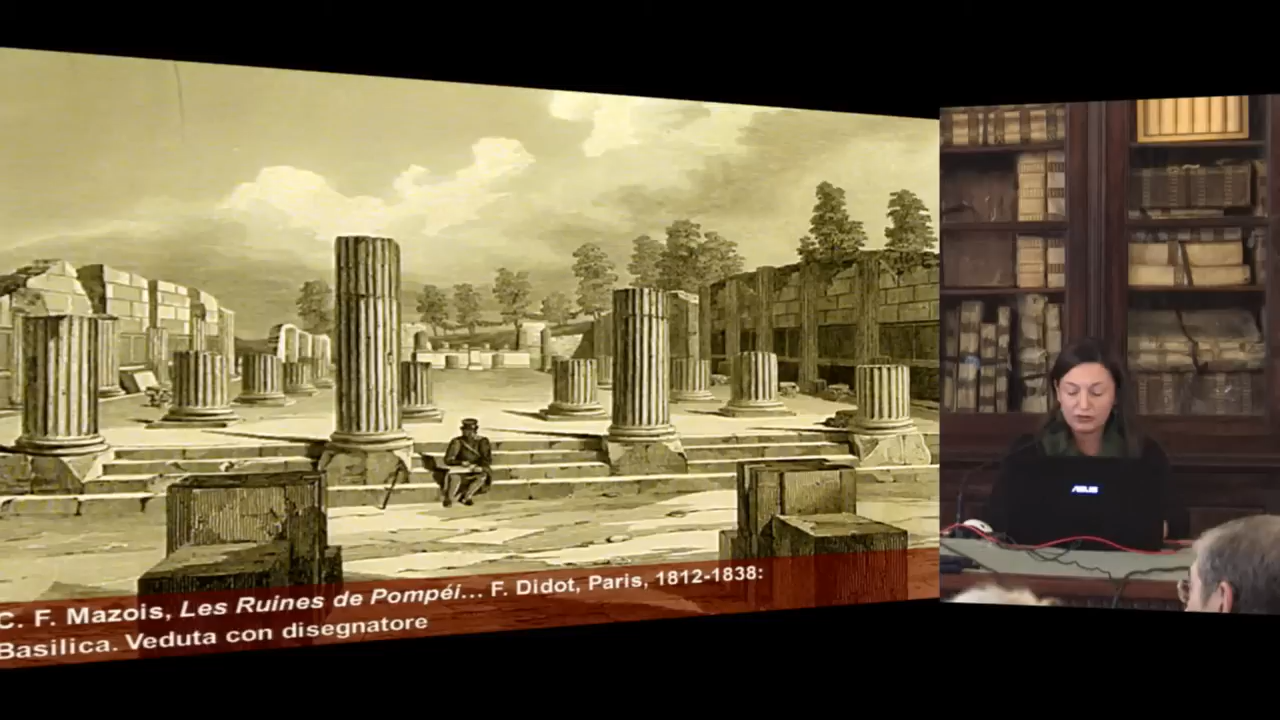 C. F. Mazois, Les Ruines de Pompéi... F. Didot, Paris, 1812-1838:
Basilica. Veduta con disegnatore
ASUS